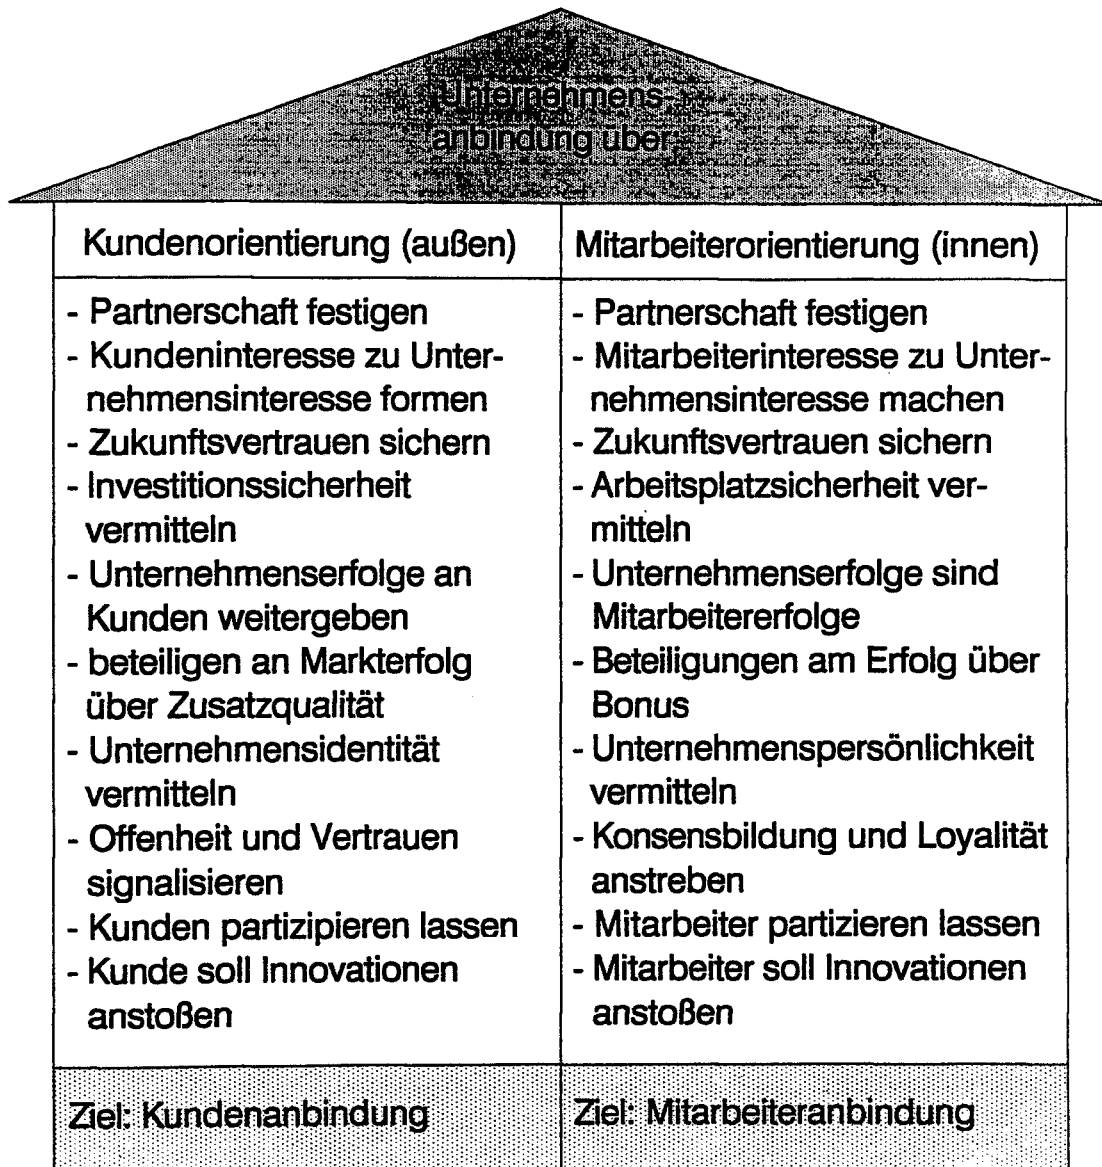 Unternehmens-
anbindung über
Kundenorientierung (außen)
- Partnerschaft festigen
- Kundeninteresse zu Unter-
nehmensinteresse formen
- Zukunftsvertrauen sichern
- Investitionssicherheit
vermitteln
- Unternehmenserfolge an
Kunden weitergeben
- beteiligen an Markterfolg
über Zusatzqualität
- Unternehmensidentität
vermitteln
- Offenheit und Vertrauen
signalisieren
- Kunden partizipieren lassen
- Kunde soll Innovationen
anstoßen
Ziel: Kundenanbindung
Mitarbeiterorientierung (innen)
- Partnerschaft festigen
- Mitarbeiterinteresse zu Unter-
nehmensinteresse machen
- Zukunftsvertrauen sichern
- Arbeitsplatzsicherheit ver-
mitteln
- Unternehmenserfolge sind
Mitarbeitererfolge
- Beteiligungen am Erfolg über
Bonus
- Unternehmenspersönlichkeit
vermitteln
- Konsensbildung und Loyalität
anstreben
- Mitarbeiter partizieren lassen
- Mitarbeiter soll Innovationen
anstoßen
Ziel: Mitarbeiteranbindung